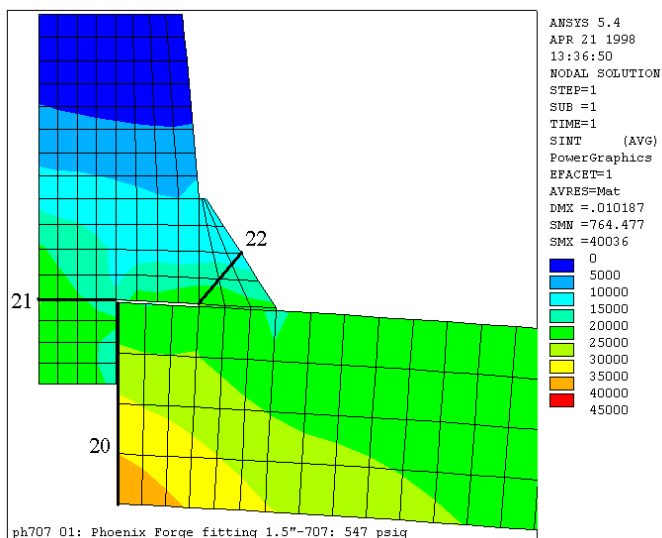 ANSYS 5.4
APR 21 1998
13:36:50
NODAL SOLUTION
STEP=1
SUB =1
TIME=1
SINT (AVG)
PowerGraphics
EFACET=1
AVRES=Mat
DMX =.010187
SMN =764.477
SMX =40036
0
5000
10000
15000
20000
25000
30000
35000
40000
45000
22
21
20
ph707 01: Phoenix Forge fitting 1.5"-707: 547 psig